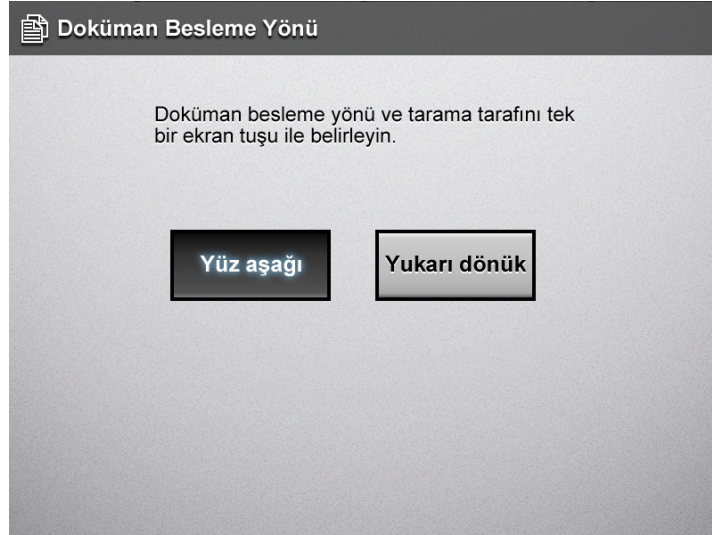 Doküman Besleme Yönü
Doküman besleme yönü ve tarama tarafını tek
bir ekran tuşu ile belirleyin.
Yüz aşağı
Yukarı dönük